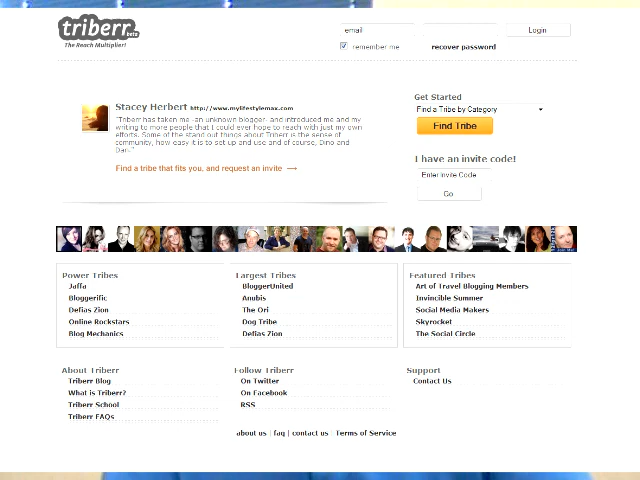 triberr
beta
The Reach Multiplier!
email
Login
remember me
recover password
Stacey Herbert http://www.mylifestylemax.com
"Triberr has taken me -an unknown blogger- and introduced me and my
writing to more people that I could ever hope to reach with just my own
efforts. Some of the stand out things about Triberr is the sense of
community, how easy it is to set up and use and of course, Dino and
Dan."
Find a tribe that fits you, and request an invite →
Get Started
Find a Tribe by Category
Find Tribe
I have an invite code!
Enter Invite Code
Go
Power Tribes
Jaffa
Bloggerific
Defias Zion
Online Rockstars
Blog Mechanics
Largest Tribes
BloggerUnited
Anubis
The Ori
Dog Tribe
Defias Zion
Featured Tribes
Art of Travel Blogging Members
Invincible Summer
Social Media Makers
Skyrocket
The Social Circle
About Triberr
Triberr Blog
What is Triberr?
Triberr School
Triberr FAQs
Follow Triberr
On Twitter
On Facebook
RSS
Support
Contact Us
about us | faq | contact us | Terms of Service